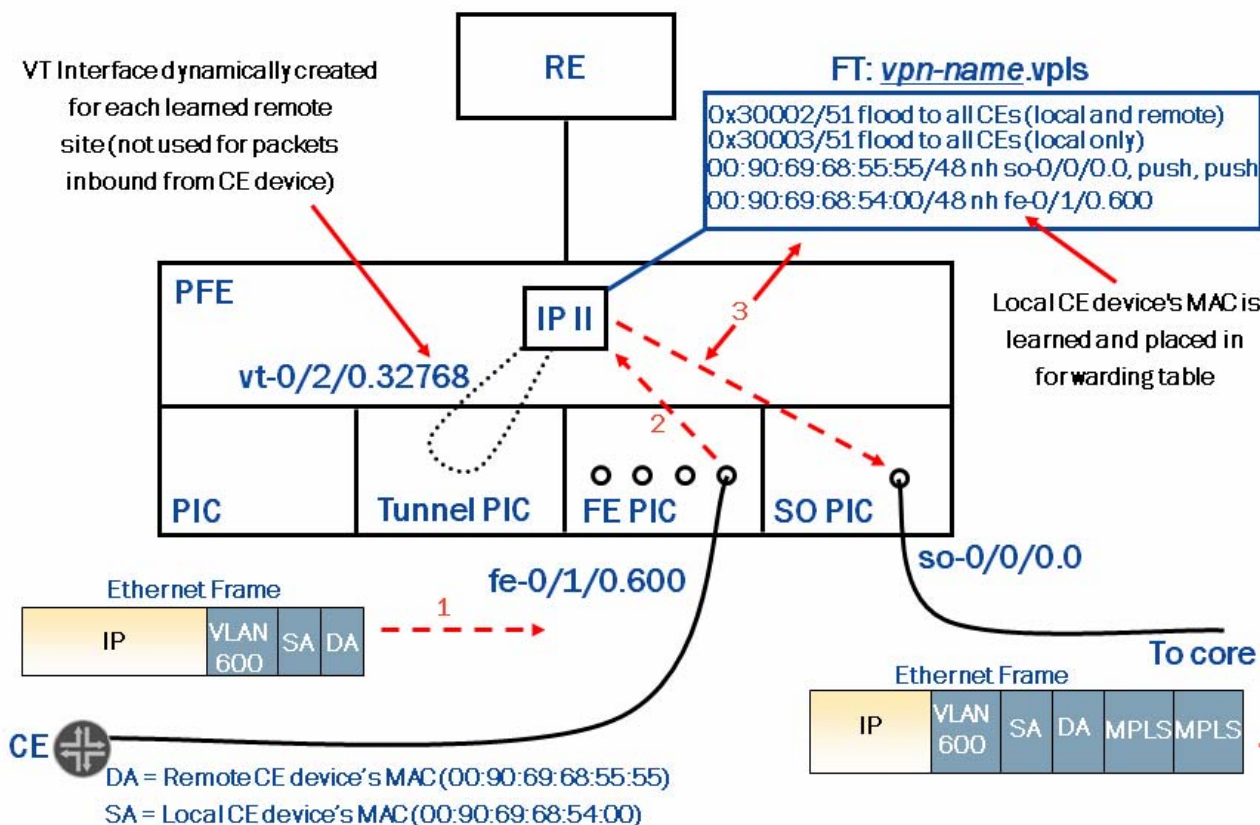 VT Interface dynamically created
for each learned remote
site (not used for packets
inbound from CE device)
RE
FT: vpn-name.vpls
0x30002/51 flood to all CEs (local and remote)
0x30003/51 flood to all CEs (local only)
00:90:69:68:55:55/48 nh so-0/0/0.0, push, push
00:90:69:68:54:00/48 nh fe-0/1/0.600
PFE
IP II
3
Local CE device's MAC is
learned and placed in
forwarding table
vt-0/2/0.32768
2
PIC
Tunnel PIC
FE PIC
SO PIC
fe-0/1/0.600
so-0/0/0.0
Ethernet Frame
IP
VLAN
600
SA
DA
1
To core
Ethernet Frame
IP
VLAN
600
SA
DA
MPLS
MPLS
CE
DA = Remote CE device's MAC (00:90:69:68:55:55)
SA = Local CE device's MAC (00:90:69:68:54:00)